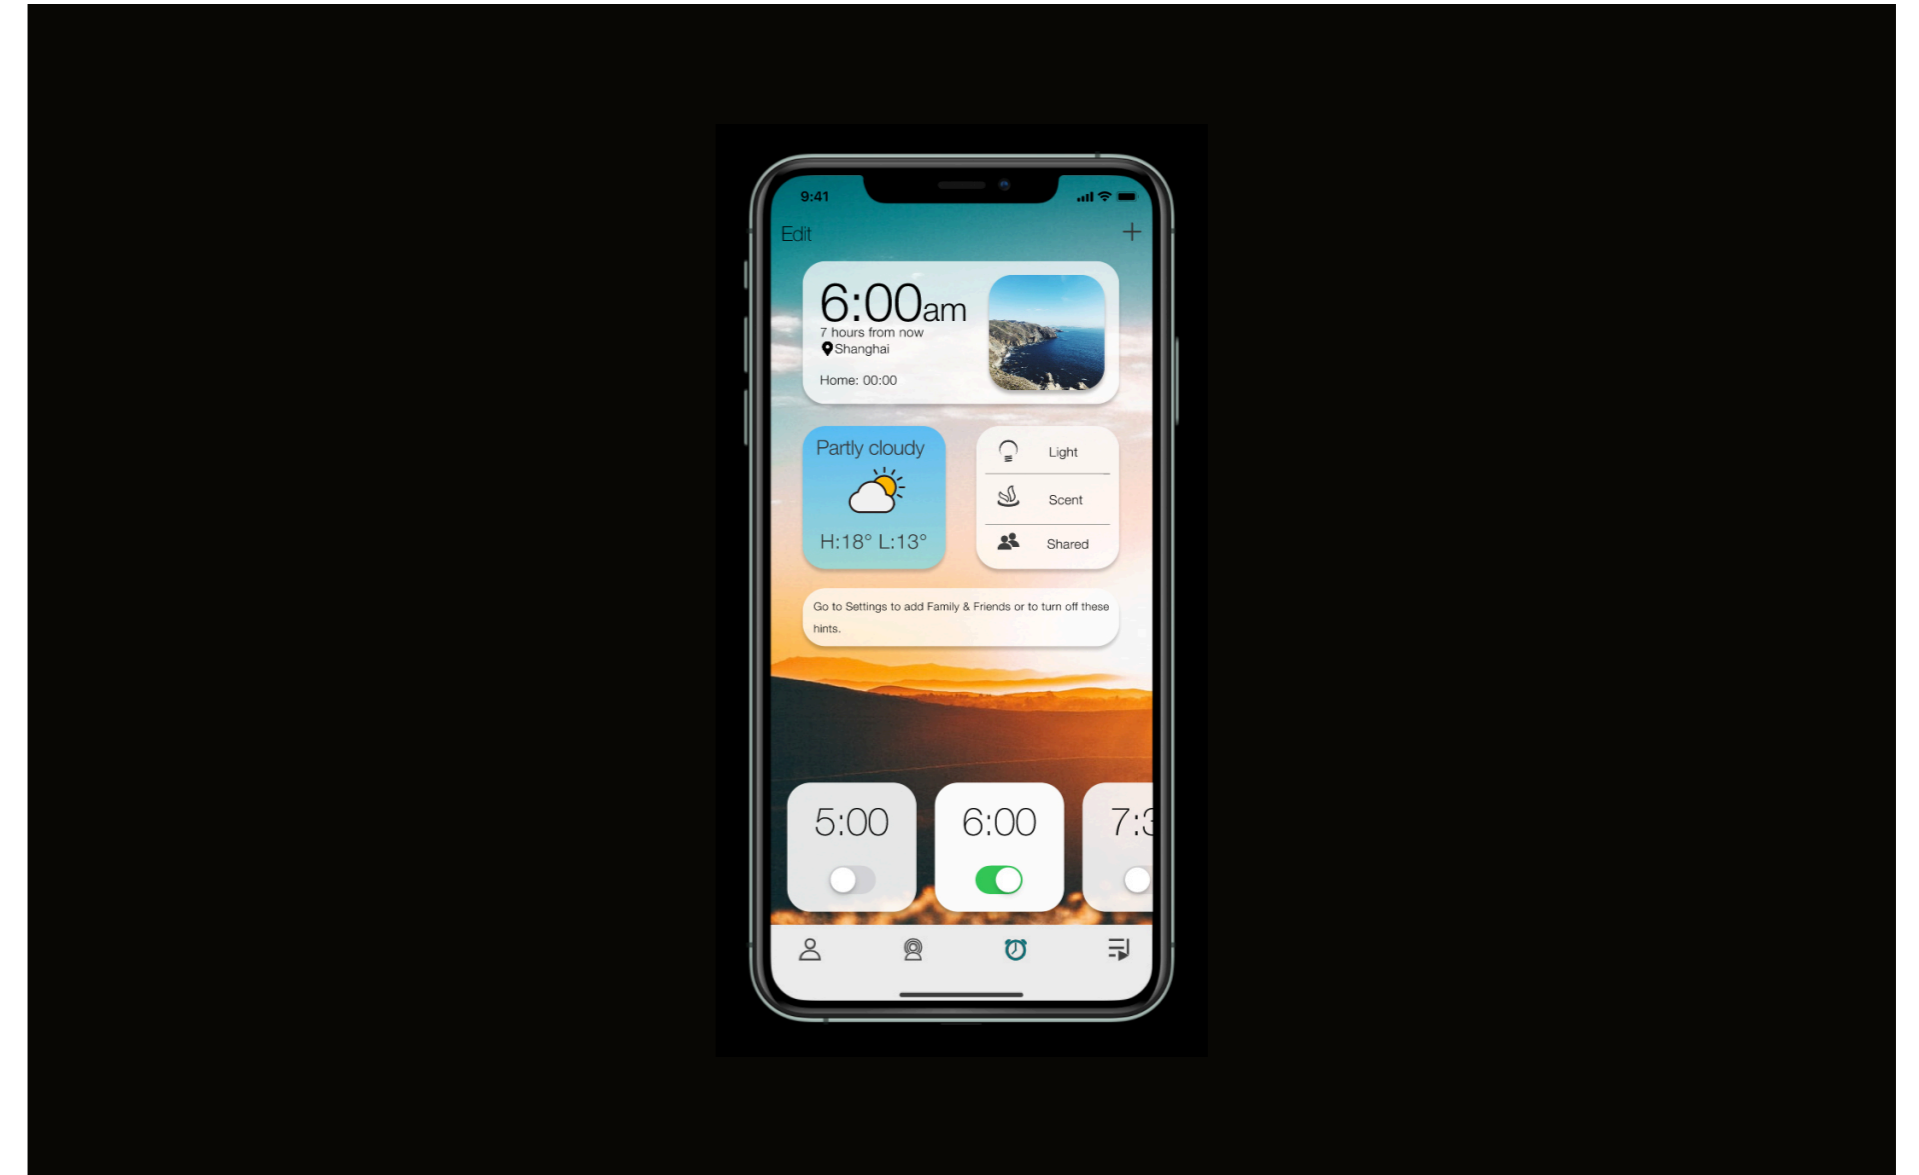 9:41
Edit
6:00am
7 hours from now
Shanghai
Home: 00:00
Partly cloudy
H:18° L:13°
Light
Scent
Shared
Go to Settings to add Family & Friends or to turn off these
hints.
5:00
6:00